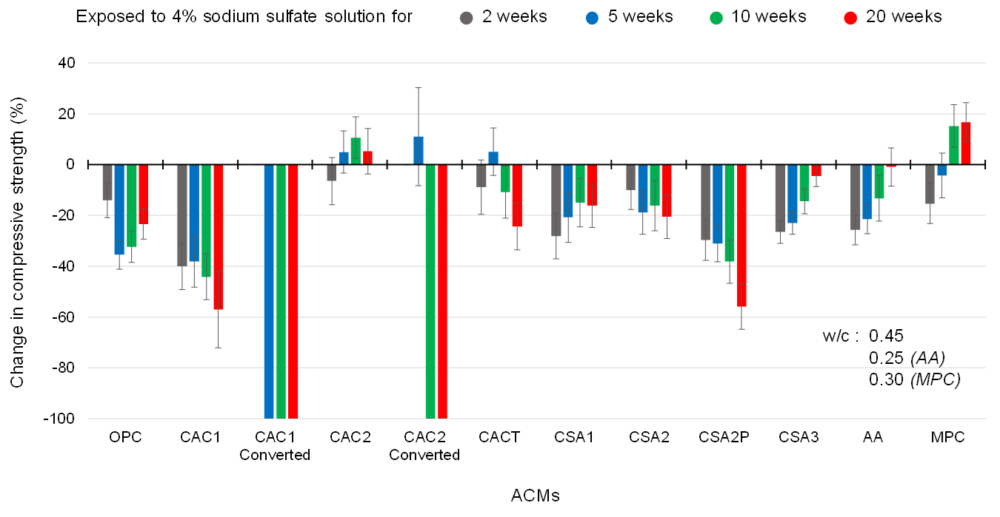 Exposed to 4% sodium sulfate solution for 2 weeks 5 weeks 10 weeks 20 weeks
Change in compressive strength (%)
40
20
0
-20
-40
-60
-80
-100
w/c : 0.45
0.25 (AA)
0.30 (MPC)
OPC CAC1 CAC1 CAC2 CAC2 CACT CSA1 CSA2 CSA2P CSA3 AA MPC
Converted Converted
ACMs